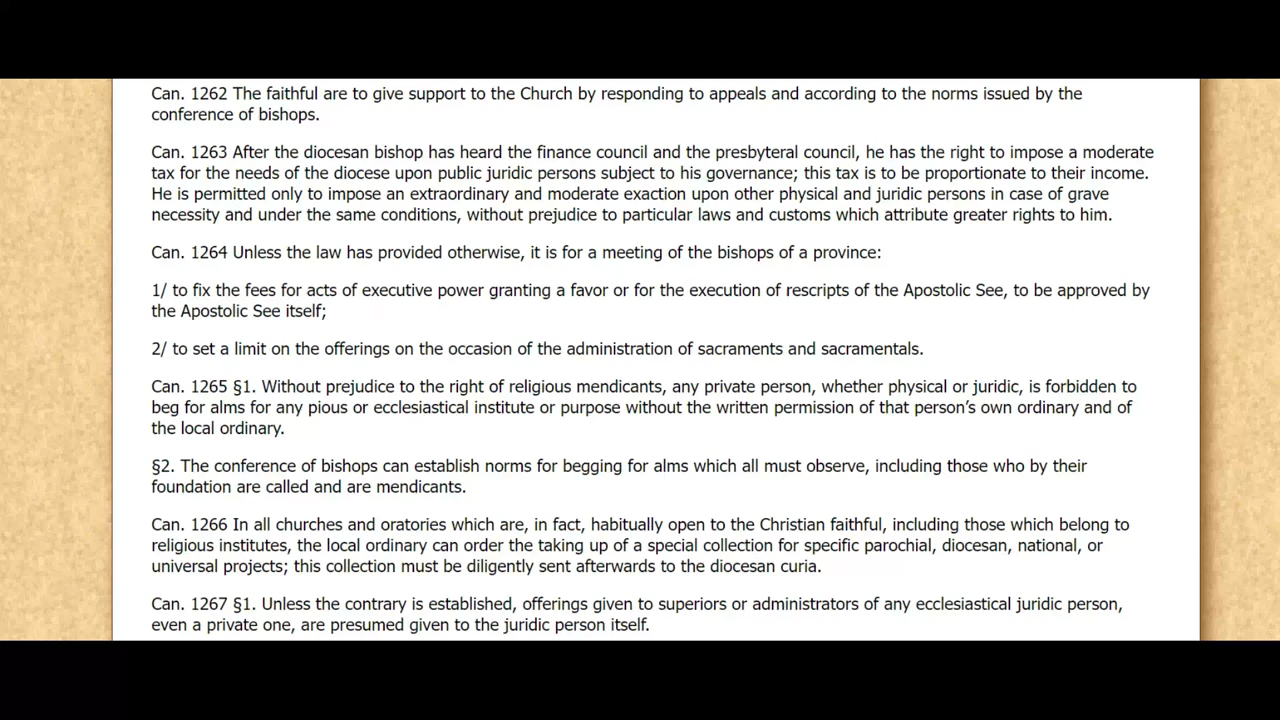 Can. 1262 The faithful are to give support to the Church by responding to appeals and according to the norms issued by the
conference of bishops.
Can. 1263 After the diocesan bishop has heard the finance council and the presbyteral council, he has the right to impose a moderate
tax for the needs of the diocese upon public juridic persons subject to his governance; this tax is to be proportionate to their income.
He is permitted only to impose an extraordinary and moderate exaction upon other physical and juridic persons in case of grave
necessity and under the same conditions, without prejudice to particular laws and customs which attribute greater rights to him.
Can. 1264 Unless the law has provided otherwise, it is for a meeting of the bishops of a province:
1/ to fix the fees for acts of executive power granting a favor or for the execution of rescripts of the Apostolic See, to be approved by
the Apostolic See itself;
2/ to set a limit on the offerings on the occasion of the administration of sacraments and sacramentals.
Can. 1265 §1. Without prejudice to the right of religious mendicants, any private person, whether physical or juridic, is forbidden to
beg for alms for any pious or ecclesiastical institute or purpose without the written permission of that person's own ordinary and of
the local ordinary.
§2. The conference of bishops can establish norms for begging for alms which all must observe, including those who by their
foundation are called and are mendicants.
Can. 1266 In all churches and oratories which are, in fact, habitually open to the Christian faithful, including those which belong to
religious institutes, the local ordinary can order the taking up of a special collection for specific parochial, diocesan, national, or
universal projects; this collection must be diligently sent afterwards to the diocesan curia.
Can. 1267 §1. Unless the contrary is established, offerings given to superiors or administrators of any ecclesiastical juridic person,
even a private one, are presumed given to the juridic person itself.